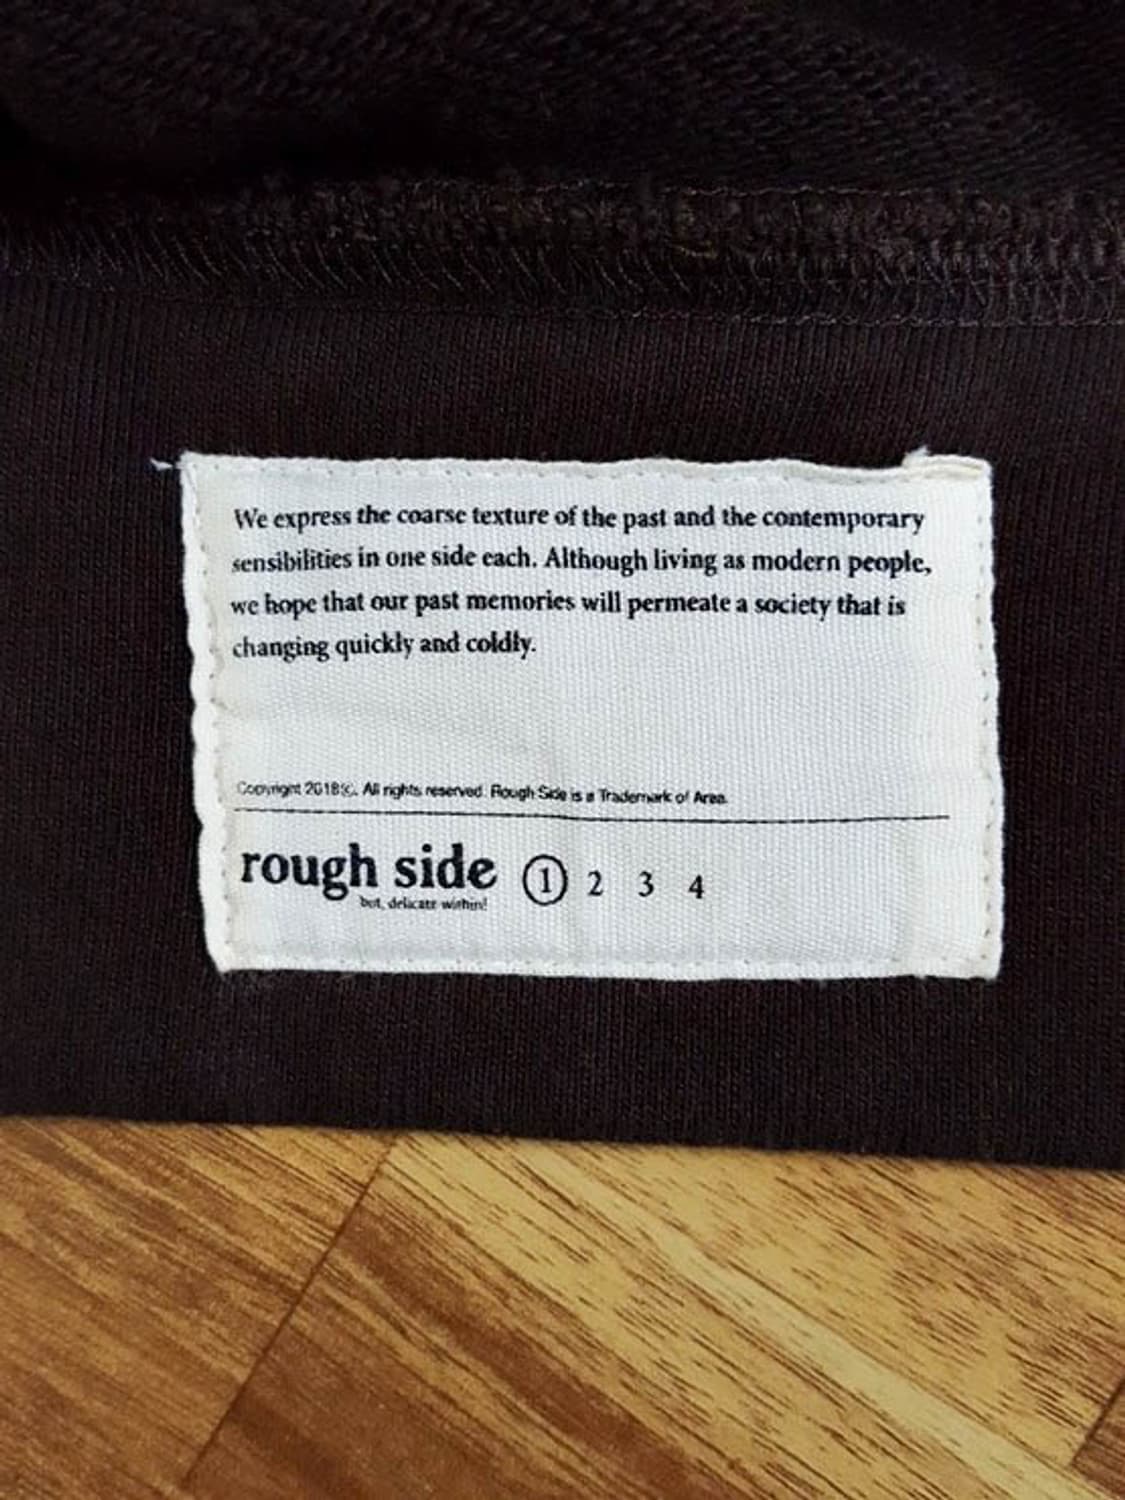 We express the coarse texture of the past and the contemporary
sensibilities in one side each. Although living as modern people,
we hope that our past memories will permeate a society that is
changing quickly and coldly.
Copyright 2018©. All rights reserved. Rough Side is a Trademark of Area.
rough side ① 2 3 4
but, delicate within!